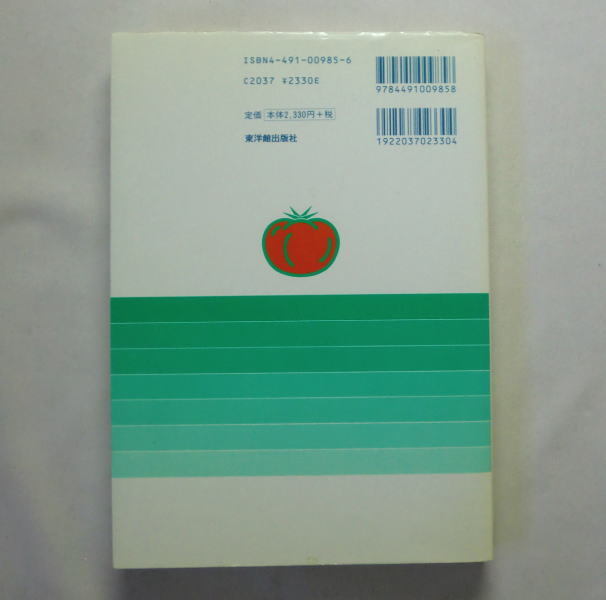 ISBN4-491-00985-6
C2037 ¥2330E
定価 本体2,330円+税
東洋館出版社
9784491009858
1922037023304